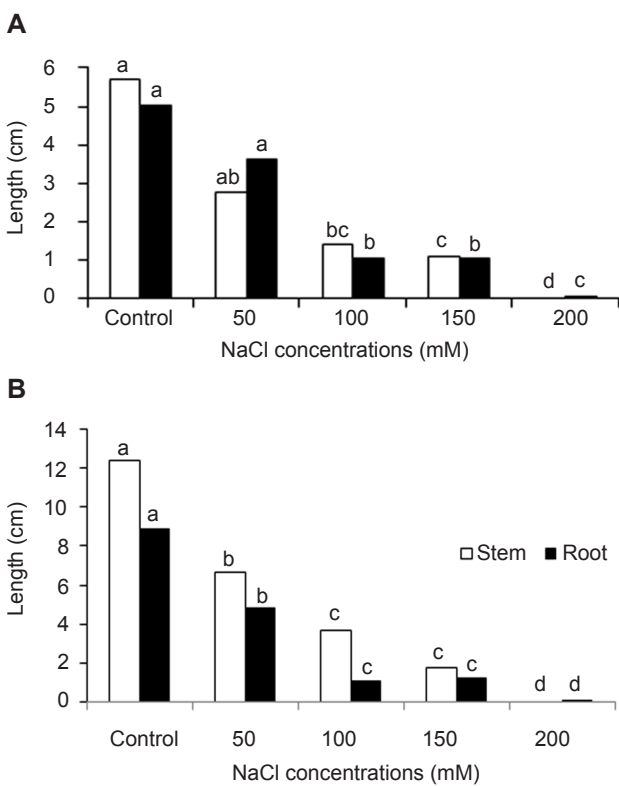 A
6
5
4
3
2
1
0
Length (cm)
a a
ab a
bc b
c b
d c
Control 50 100 150 200
NaCl concentrations (mM)
B
14
12
10
8
6
4
2
0
Length (cm)
a a
b b
c c
c c
d d
Stem Root
Control 50 100 150 200
NaCl concentrations (mM)